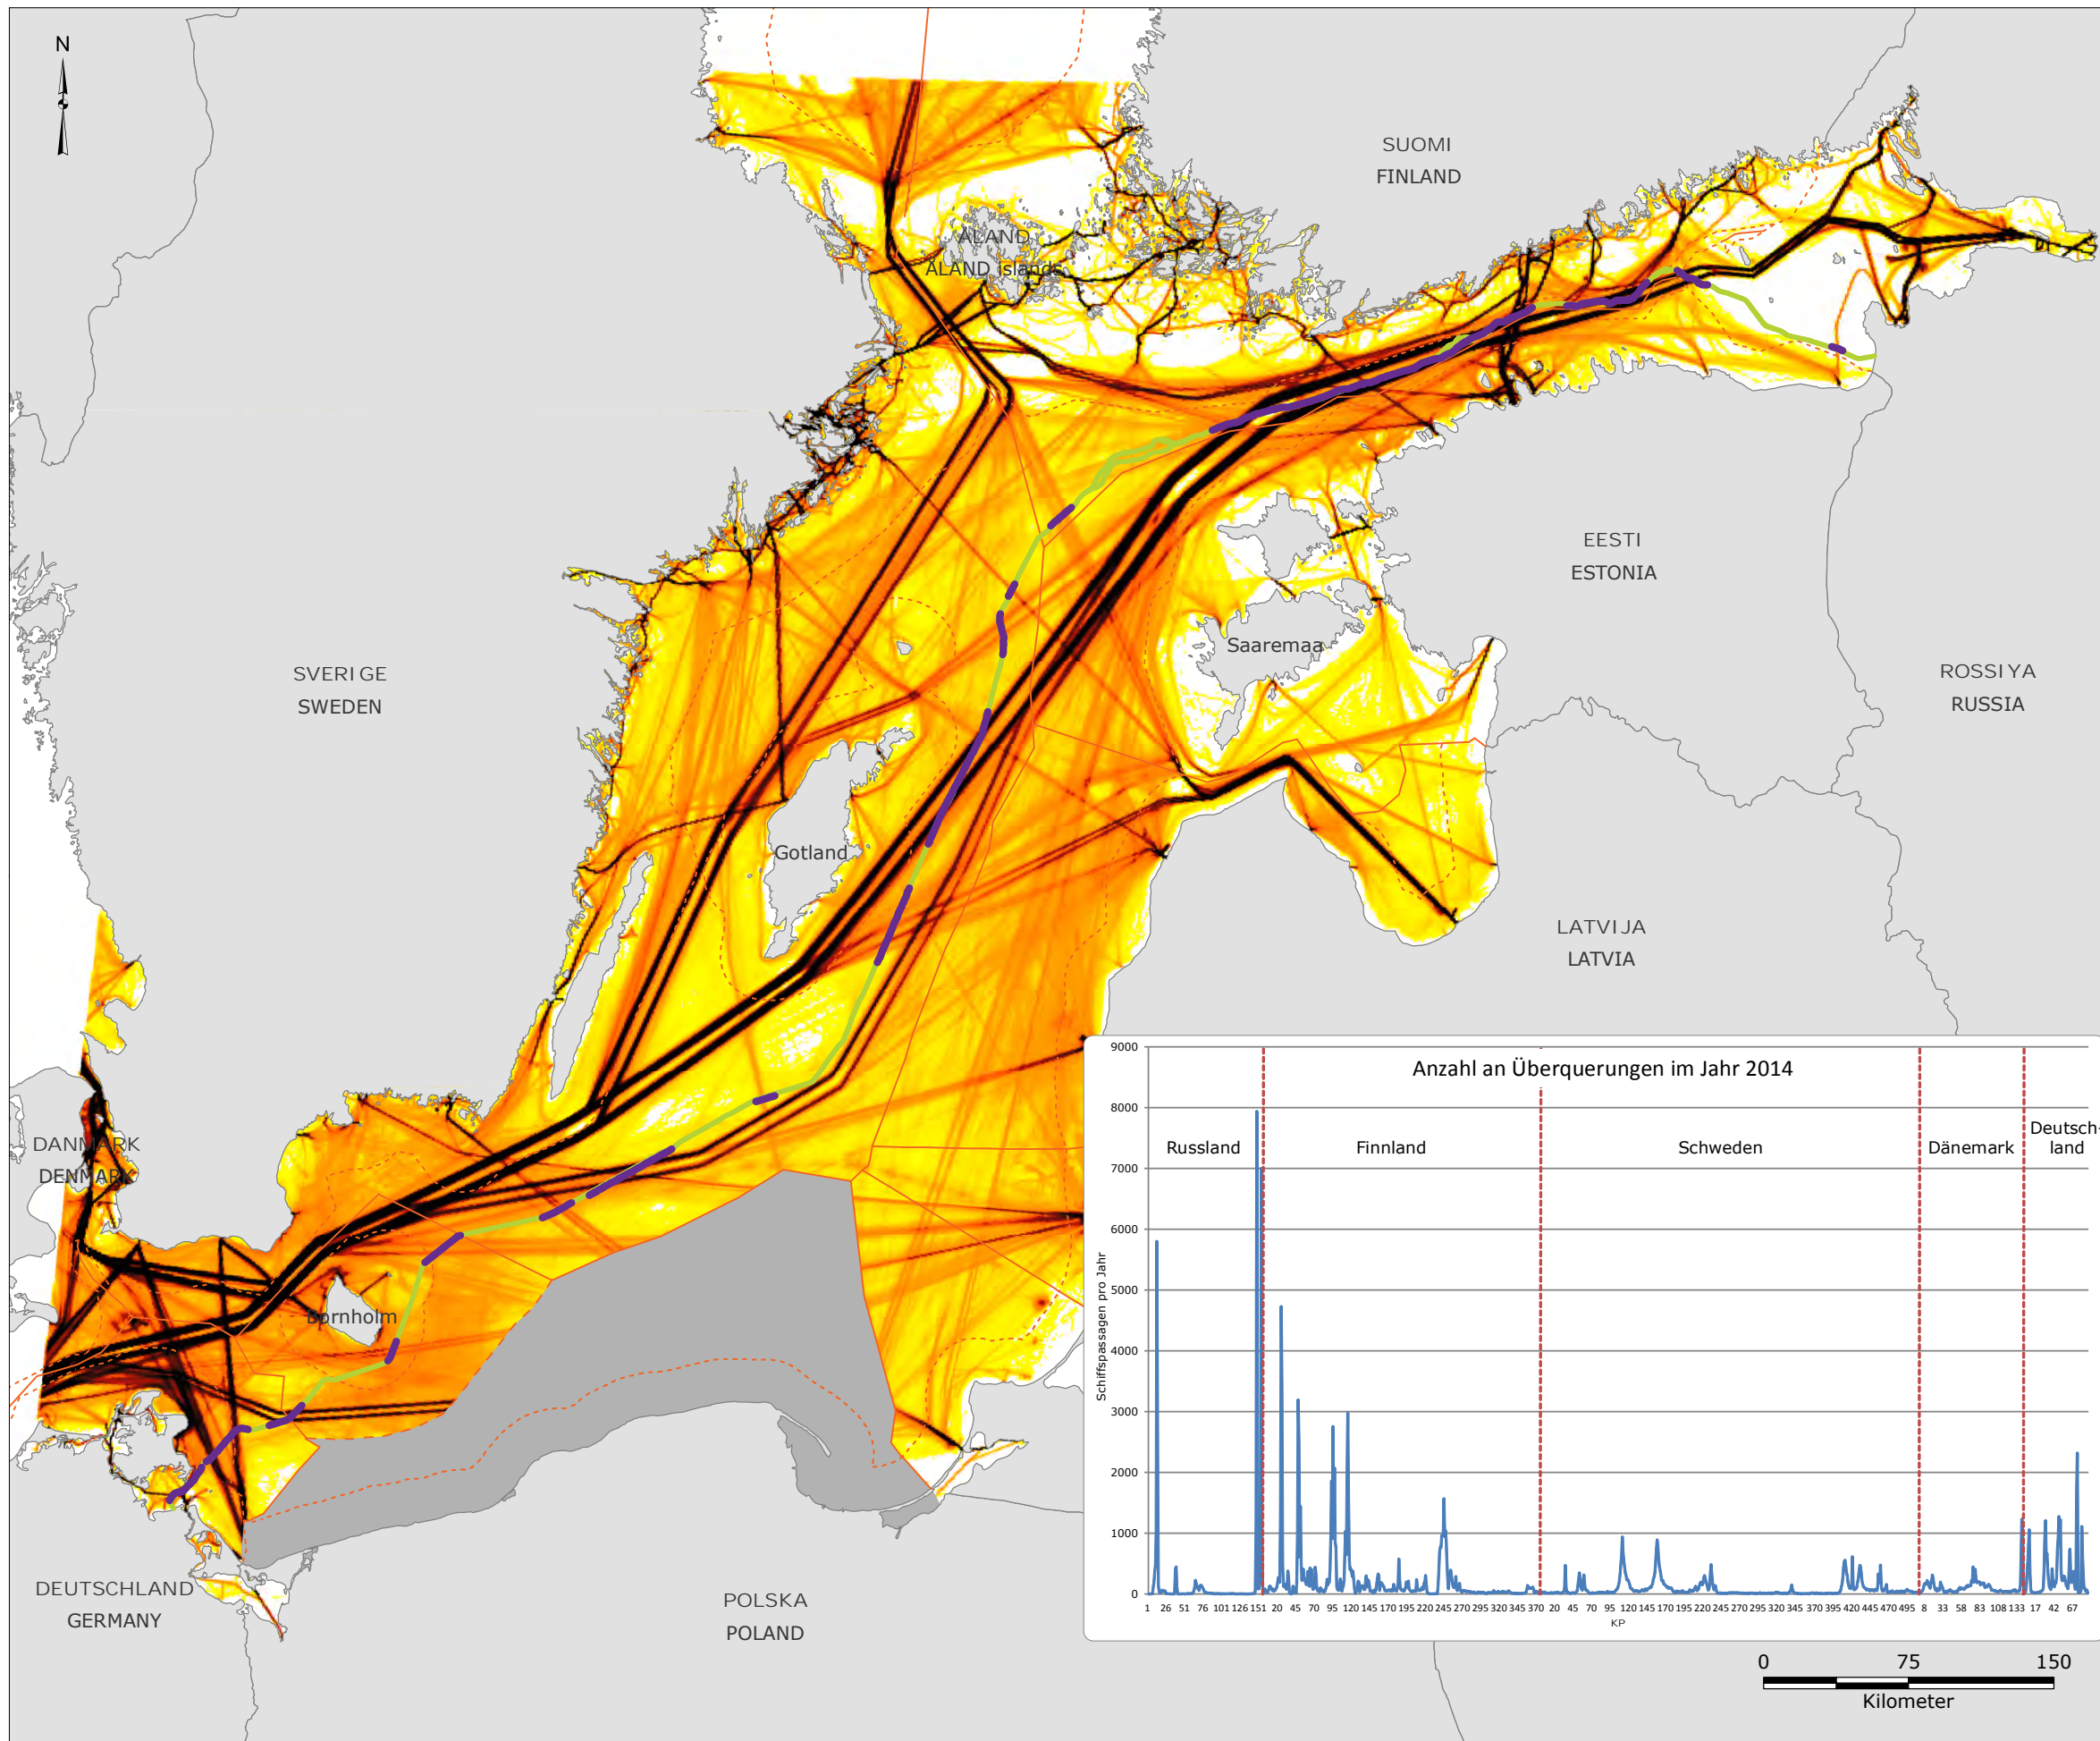 N
SUOMI
FINLAND
ÅLAND
ÅLAND islands
EESTI
ESTONIA
Saaremaa
ROSSIYA
RUSSIA
SVERIGE
SWEDEN
Gotland
LATVIJA
LATVIA
DANMARK
DENMARK
Bornholm
DEUTSCHLAND
GERMANY
POLSKA
POLAND
Anzahl an Überquerungen im Jahr 2014
Russland
Finnland
Schweden
Dänemark
Deutsch-
land
Schiffspassagen pro Jahr
9000
8000
7000
6000
5000
4000
3000
2000
1000
0
1 26 51 76 101 126 151 20 45 70 95 120 145 170 195 220 245 270 295 320 345 370 20 45 70 95 120 145 170 195 220 245 270 295 320 345 370 395 420 445 470 495 8 33 58 83 108 133 17 42 67
KP
0 75 150
Kilometer